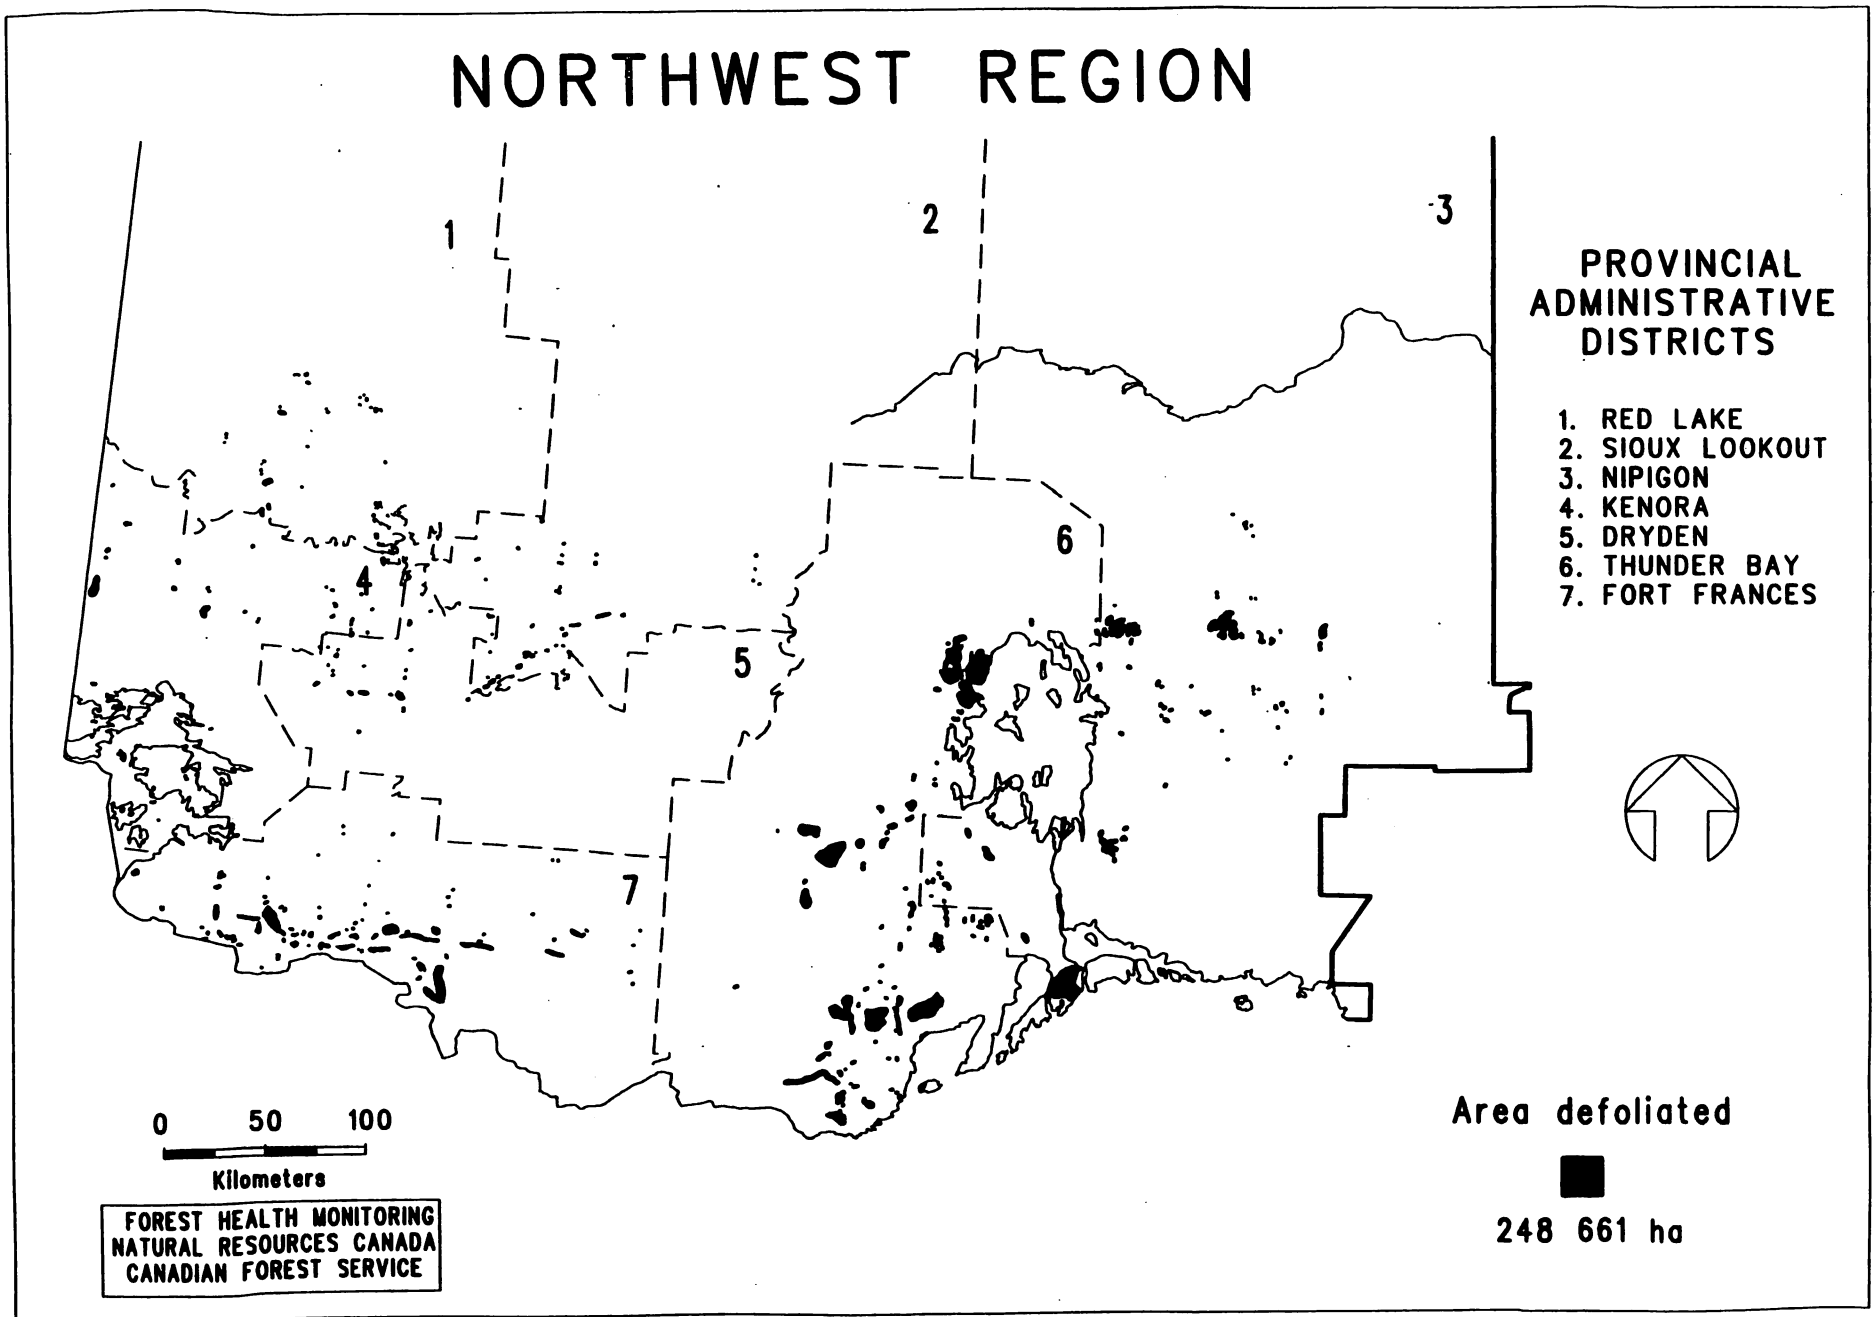 NORTHWEST REGION
1
2
3
PROVINCIAL
ADMINISTRATIVE
DISTRICTS
1. RED LAKE
2. SIOUX LOOKOUT
3. NIPIGON
4. KENORA
5. DRYDEN
6. THUNDER BAY
7. FORT FRANCES
6
4
5
7
0 50 100
Kilometers
Area defoliated
248 661 ha
FOREST HEALTH MONITORING
NATURAL RESOURCES CANADA
CANADIAN FOREST SERVICE